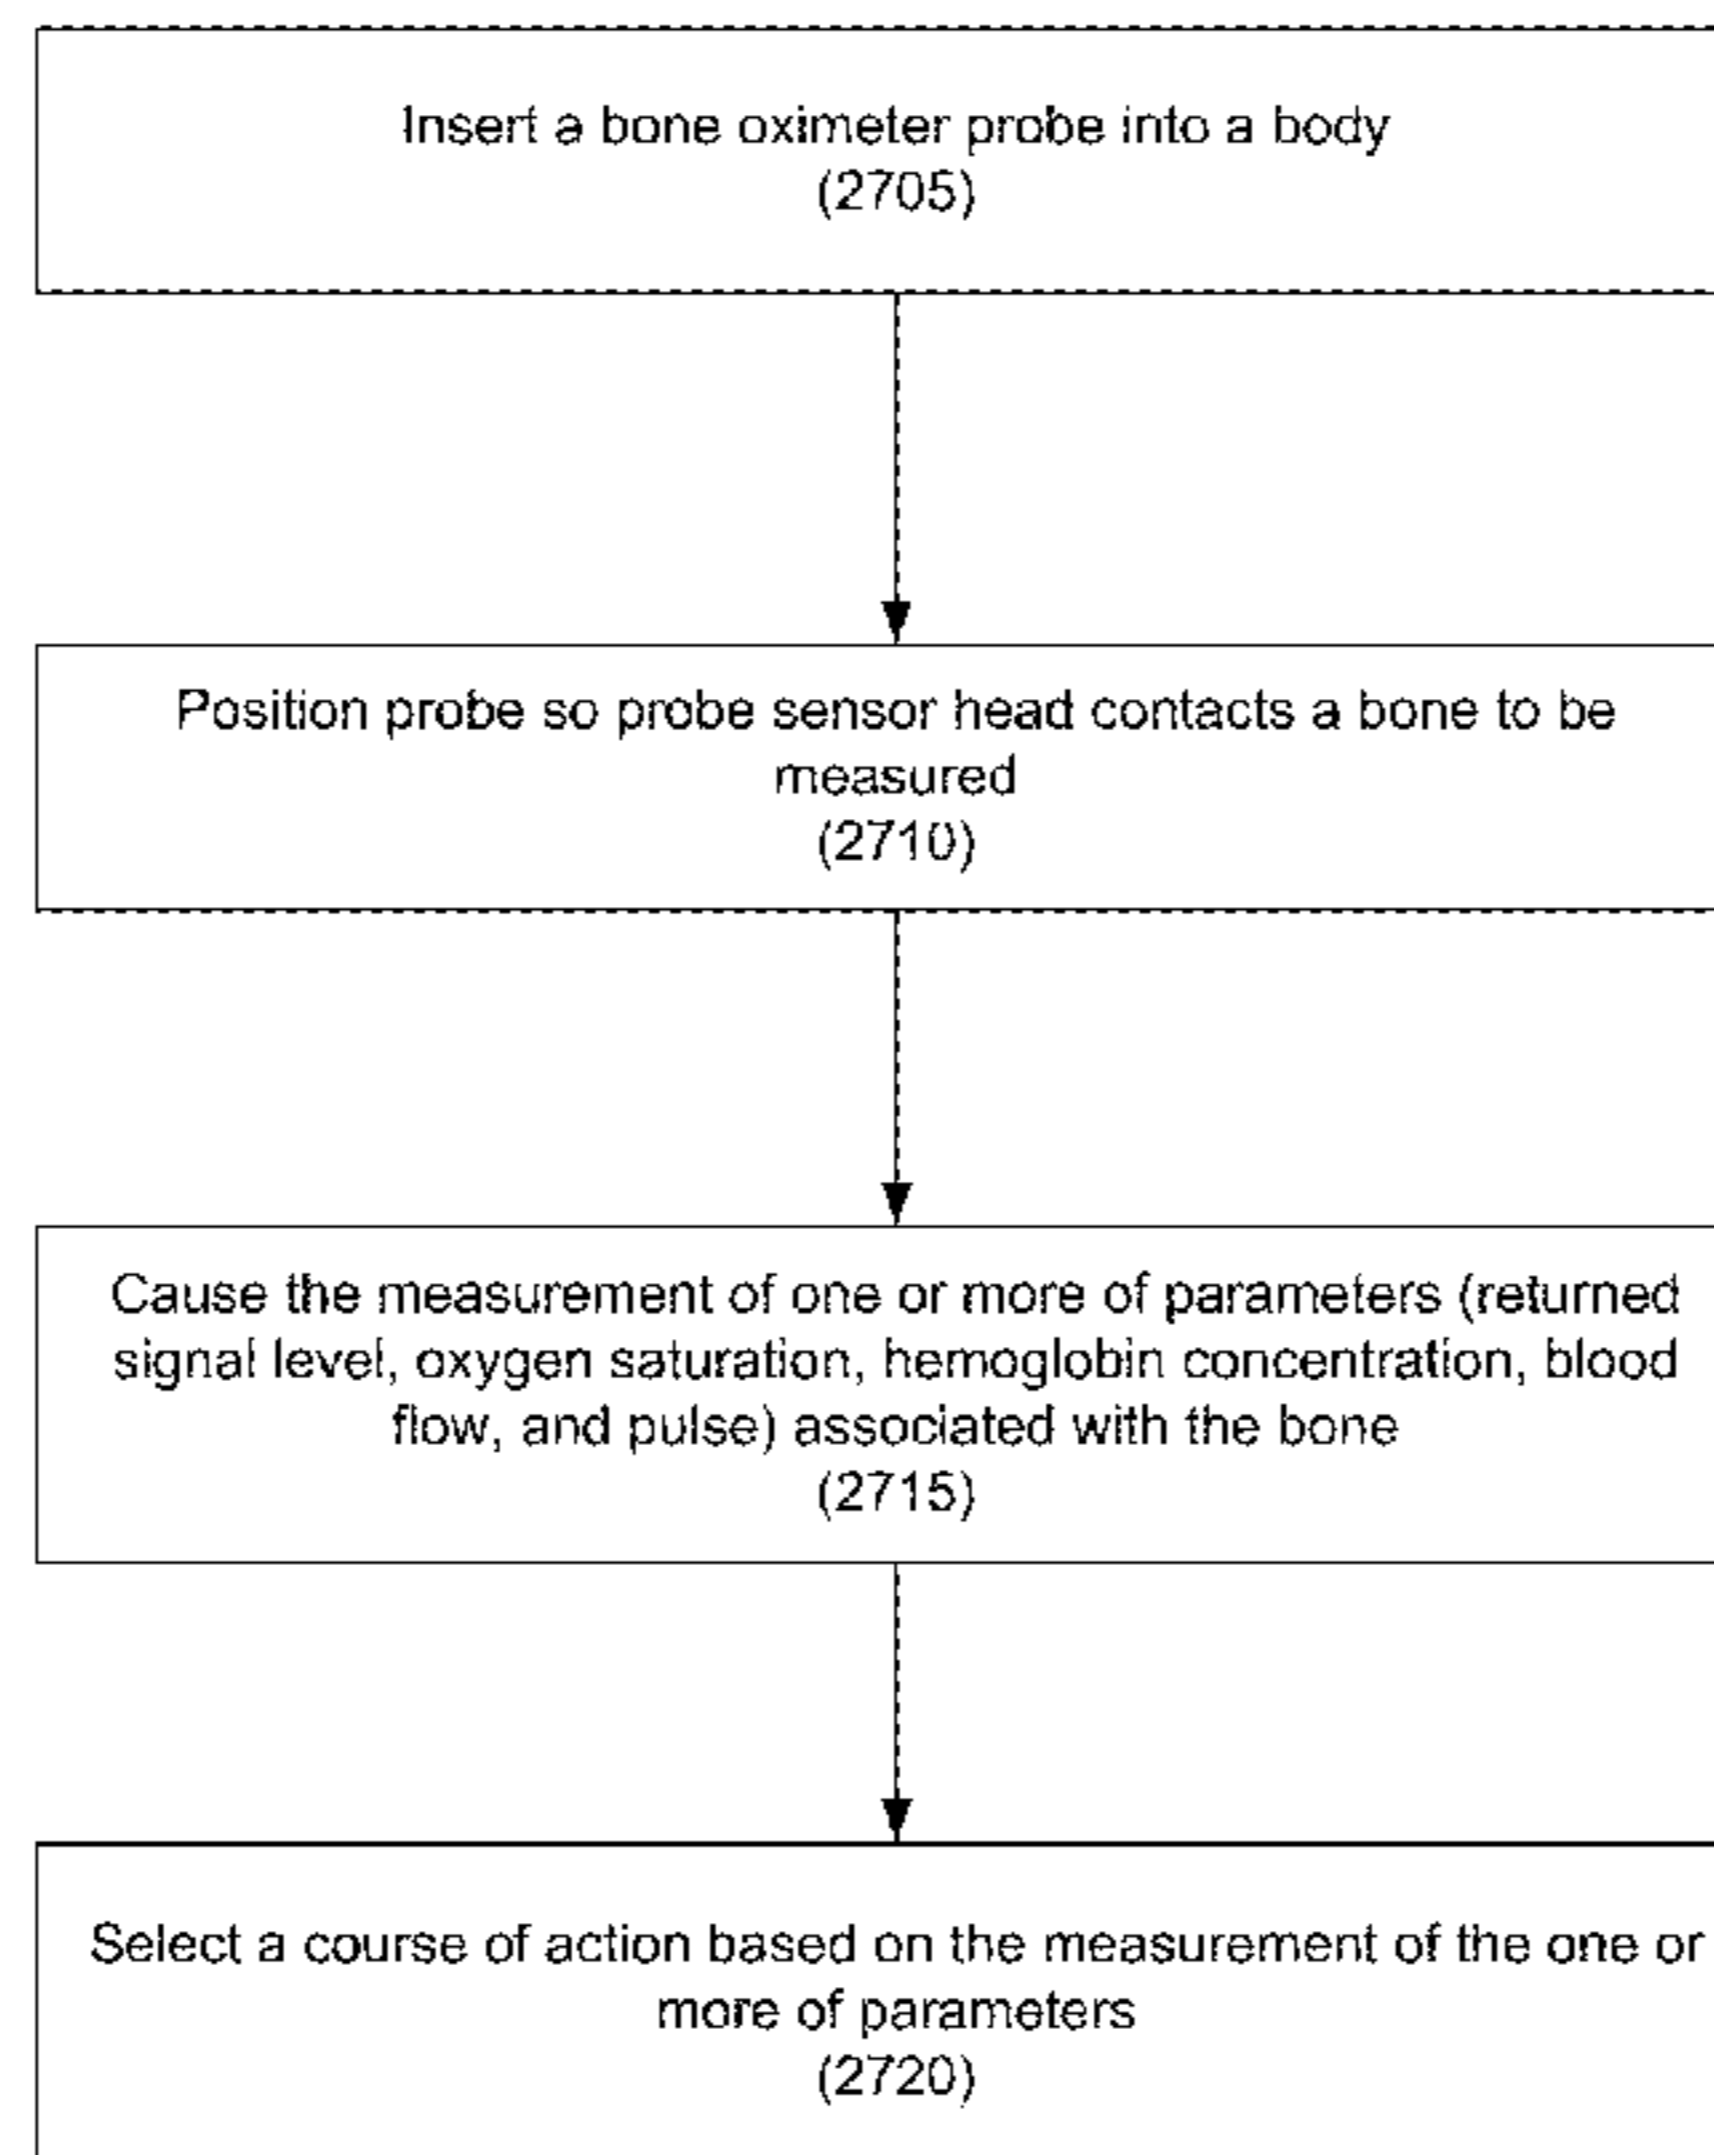 Insert a bone oximeter probe into a body
(2705)
Position probe so probe sensor head contacts a bone to be
measured
(2710)
Cause the measurement of one or more of parameters (returned
signal level, oxygen saturation, hemoglobin concentration, blood
flow, and pulse) associated with the bone
(2715)
Select a course of action based on the measurement of the one or
more of parameters
(2720)